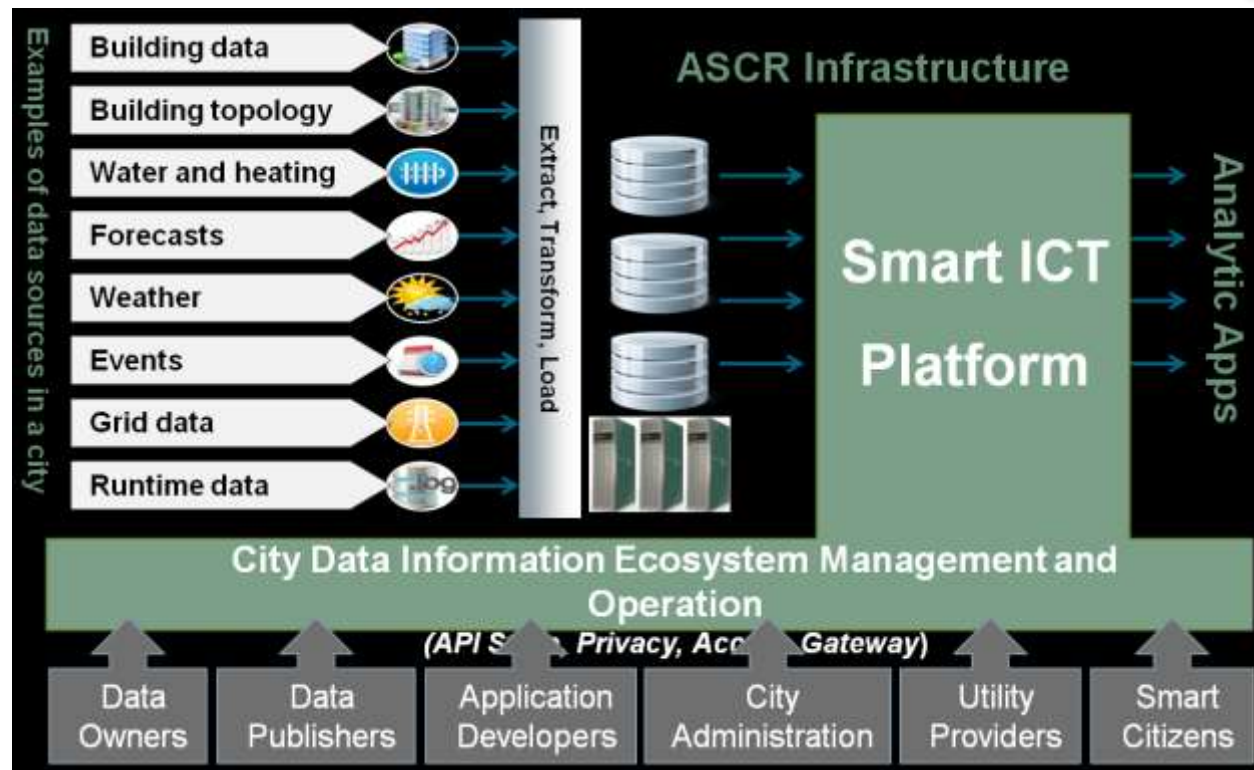 Examples of data sources in a city
Building data
Building topology
Water and heating
Forecasts
Weather
Events
Grid data
Runtime data
.log
Extract, Transform, Load
ASCR Infrastructure
Smart ICT
Platform
Analytic Apps
City Data Information Ecosystem Management and
Operation
(API Privacy, Gateway)
Data
Owners
Data
Publishers
Application
Developers
City
Administration
Utility
Providers
Smart
Citizens